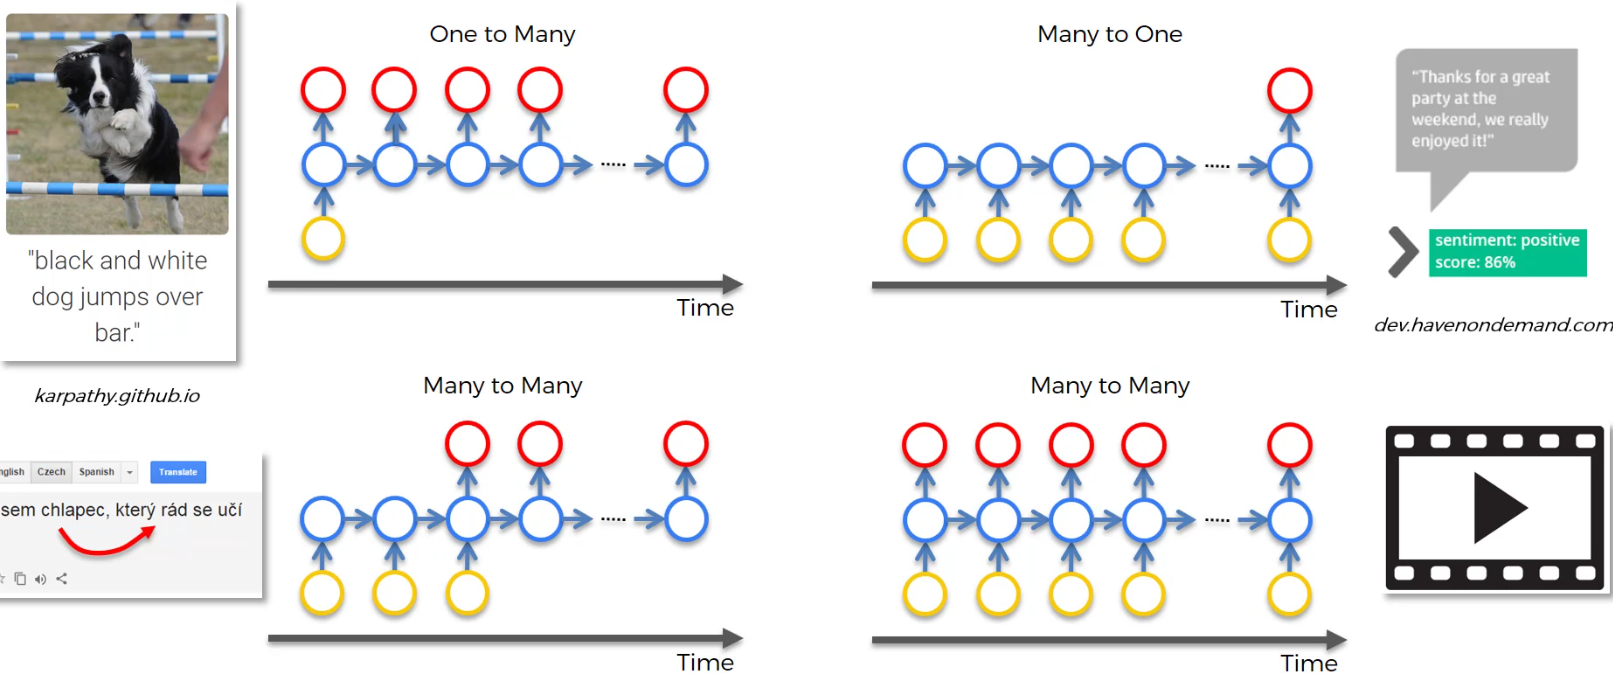 One to Many
Many to One
"black and white
dog jumps over
bar."
karpathy.github.io
.....
Time
.....
Time
“Thanks for a great
party at the
weekend, we really
enjoyed it!”
sentiment: positive
score: 86%
dev.havenondemand.com
Many to Many
Many to Many
nglish Czech Spanish Translate
sem chlapec, který rád se učí
.....
Time
.....
Time